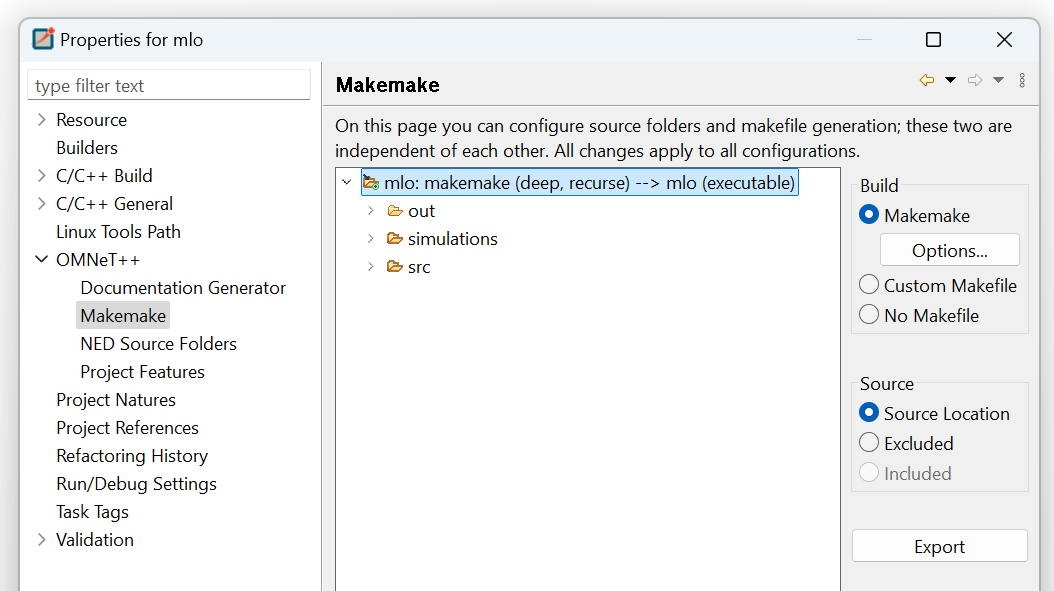 Properties for mlo
type filter text
Resource
Builders
C/C++ Build
C/C++ General
Linux Tools Path
OMNeT++
Documentation Generator
Makemake
NED Source Folders
Project Features
Project Natures
Project References
Refactoring History
Run/Debug Settings
Task Tags
Validation
Makemake
On this page you can configure source folders and makefile generation; these two are
independent of each other. All changes apply to all configurations.
mlo: makemake (deep, recurse) --> mlo (executable)
out
simulations
src
Build
Makemake
Options...
Custom Makefile
No Makefile
Source
Source Location
Excluded
Included
Export